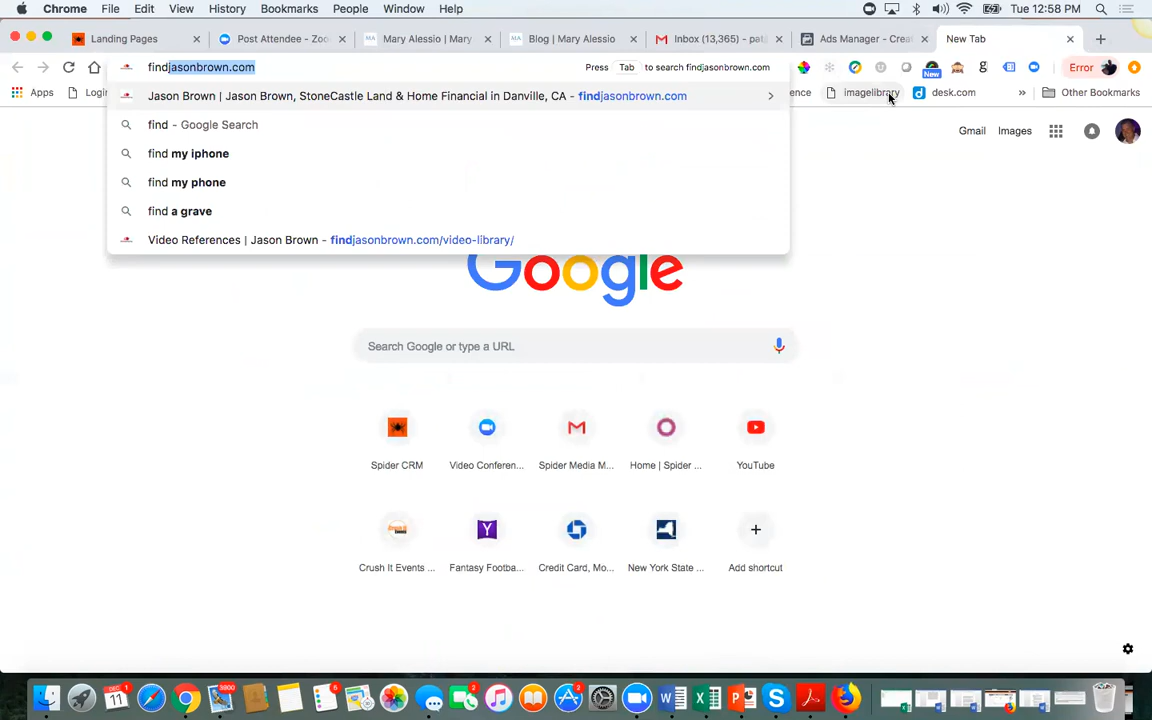 Chrome File Edit View History Bookmarks People Window Help Tue 12:58 PM
Landing Pages Post Attendee - Zoo Mary Alessio | Mary Blog | Mary Alessio Inbox (13,365) - pat Ads Manager - Crea New Tab
findjasonbrown.com Press Tab to search findjasonbrown.com New Error
Apps Login ence imagelibrary desk.com » Other Bookmarks
Jason Brown | Jason Brown, StoneCastle Land & Home Financial in Danville, CA - findjasonbrown.com
find - Google Search
Gmail Images
find my iphone
find my phone
find a grave
Video References | Jason Brown - findjasonbrown.com/video-library/
Google
Search Google or type a URL
Spider CRM Video Conferen... Spider Media M... Home | Spider ... YouTube
Crush It Events ... Fantasy Footba... Credit Card, Mo... New York State ... Add shortcut